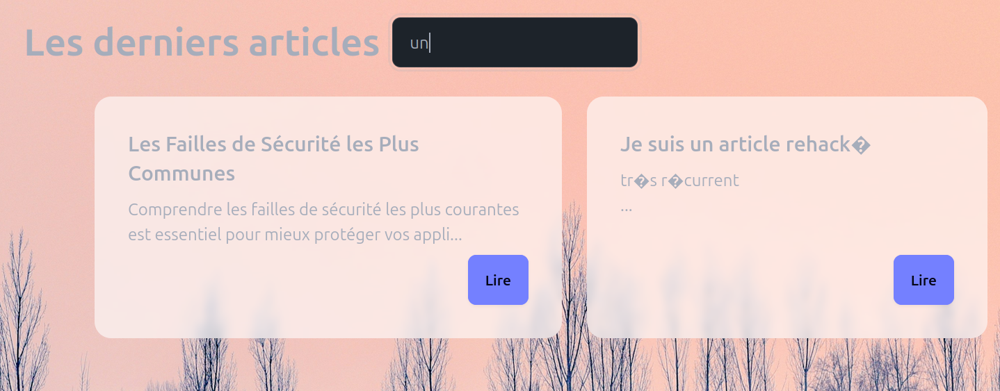 Les derniers articles
un
Les Failles de Sécurité les Plus
Communes
Comprendre les failles de sécurité les plus courantes
est essentiel pour mieux protéger vos appli...
Lire
Je suis un article rehack�
tr�s r�current
...
Lire